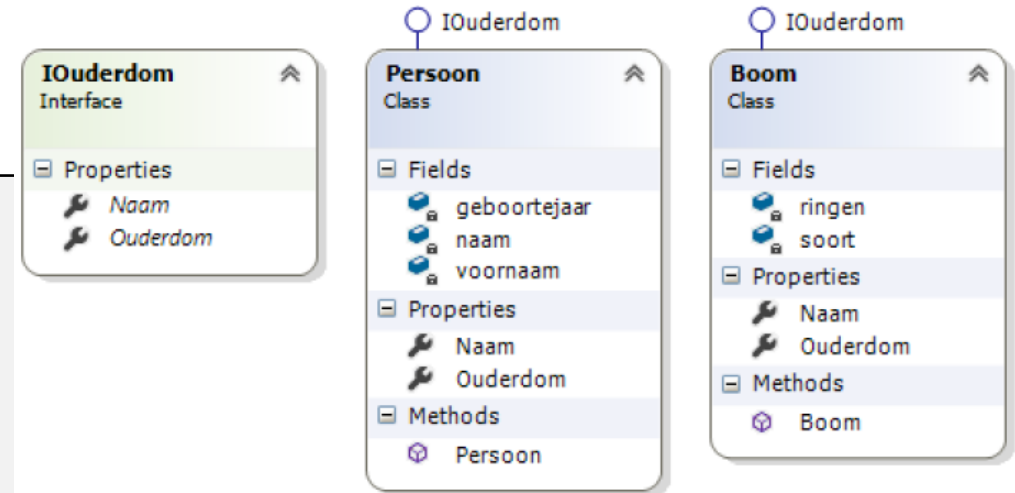 IOuderdom
Interface
Properties
Naam
Ouderdom
IOuderdom
Persoon
Class
Fields
geboortejaar
naam
voornaam
Properties
Naam
Ouderdom
Methods
Persoon
IOuderdom
Boom
Class
Fields
ringen
soort
Properties
Naam
Ouderdom
Methods
Boom